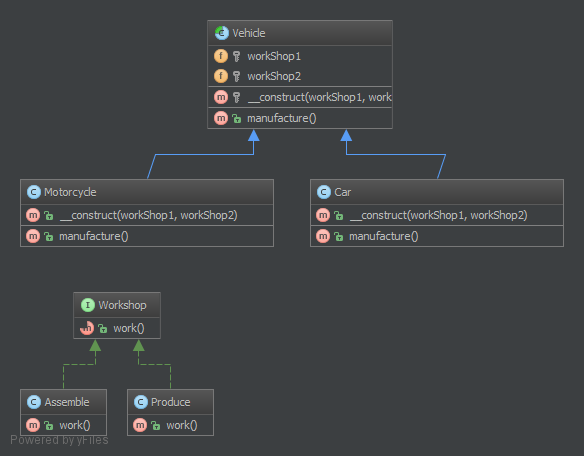 Vehicle
f workShop1
f workShop2
m __construct(workShop1, work
m manufacture()
C Motorcycle
m __construct(workShop1, workShop2)
m manufacture()
C Car
m __construct(workShop1, workShop2)
m manufacture()
I Workshop
m work()
C Assemble
m work()
C Produce
m work()
Powered by yFiles